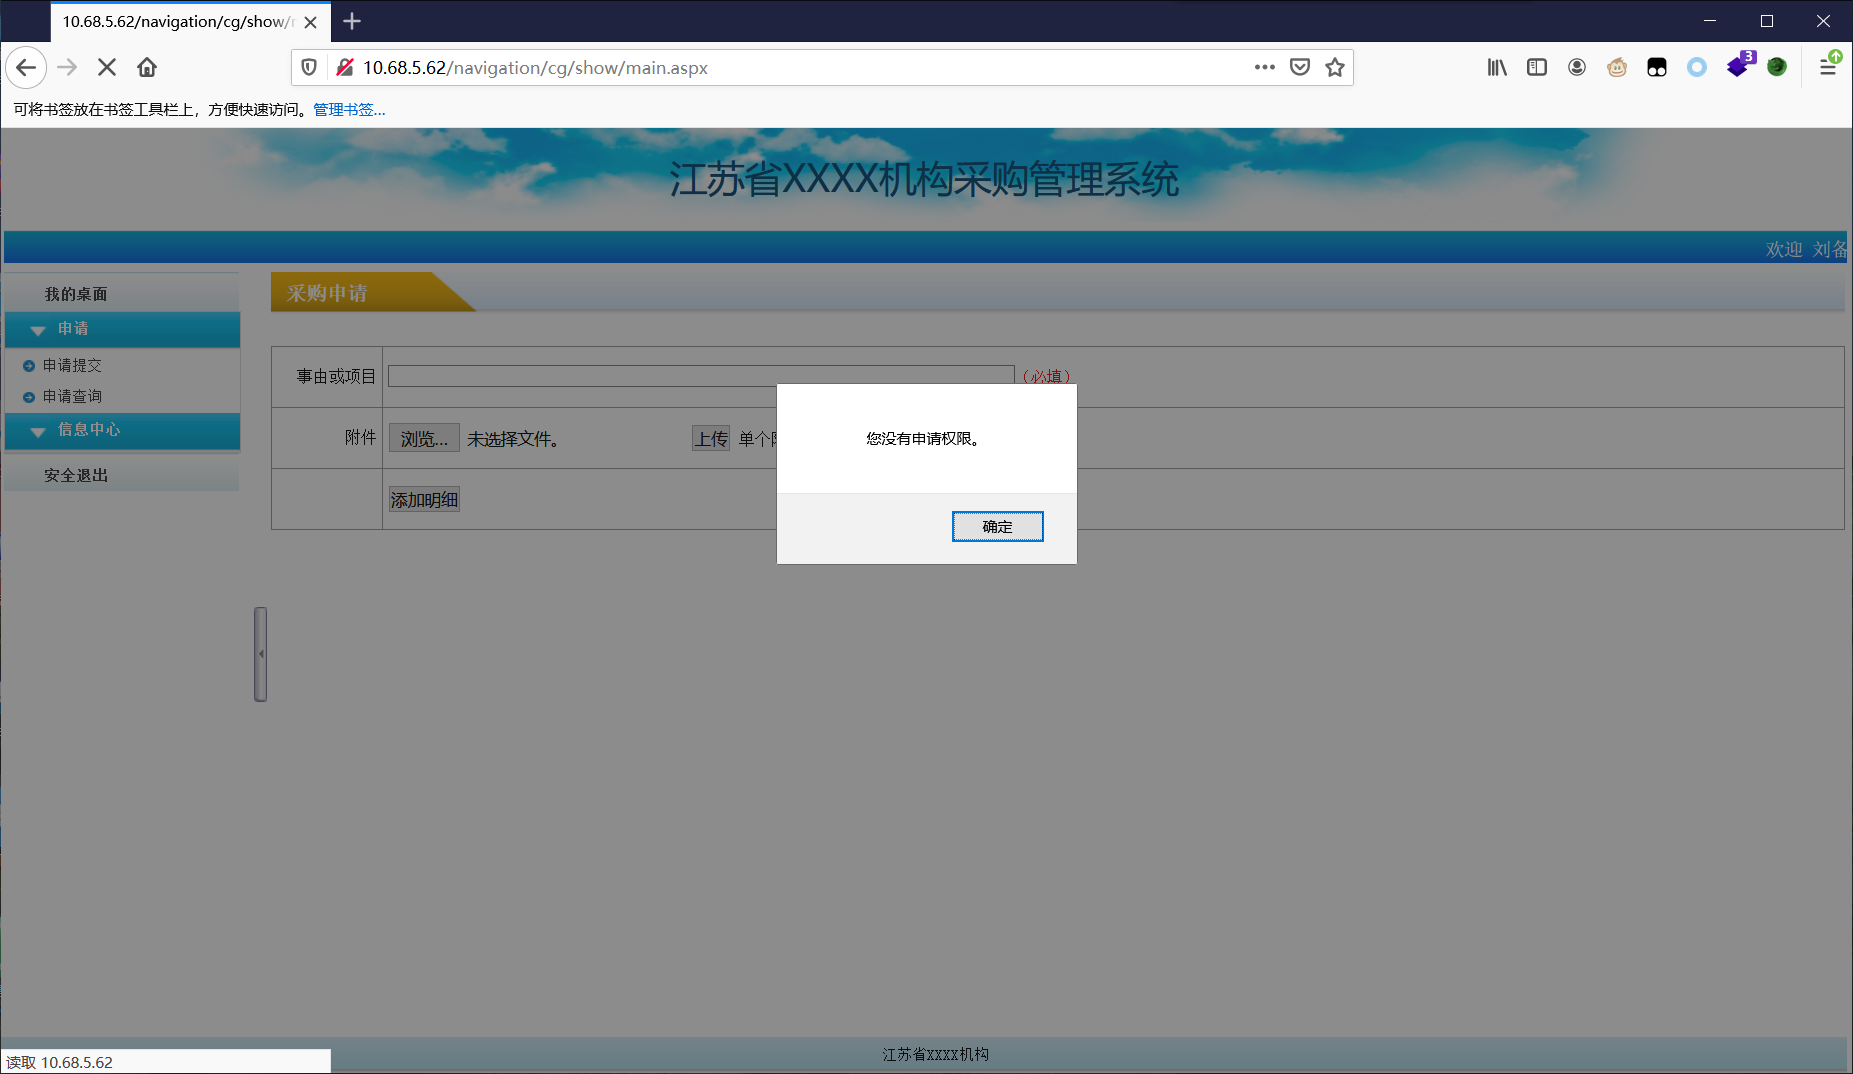 10.68.5.62/navigation/cg/show/
10.68.5.62/navigation/cg/show/main.aspx
3
可将书签放在书签工具栏上，方便快速访问。管理书签...
江苏省XXXX机构采购管理系统
欢迎 刘备
我的桌面
申请
申请提交
申请查询
信息中心
安全退出
采购申请
事由或项目
（必填）
附件
浏览... 未选择文件。 上传 单个
添加明细
您没有申请权限。
确定
江苏省XXXX机构
读取 10.68.5.62